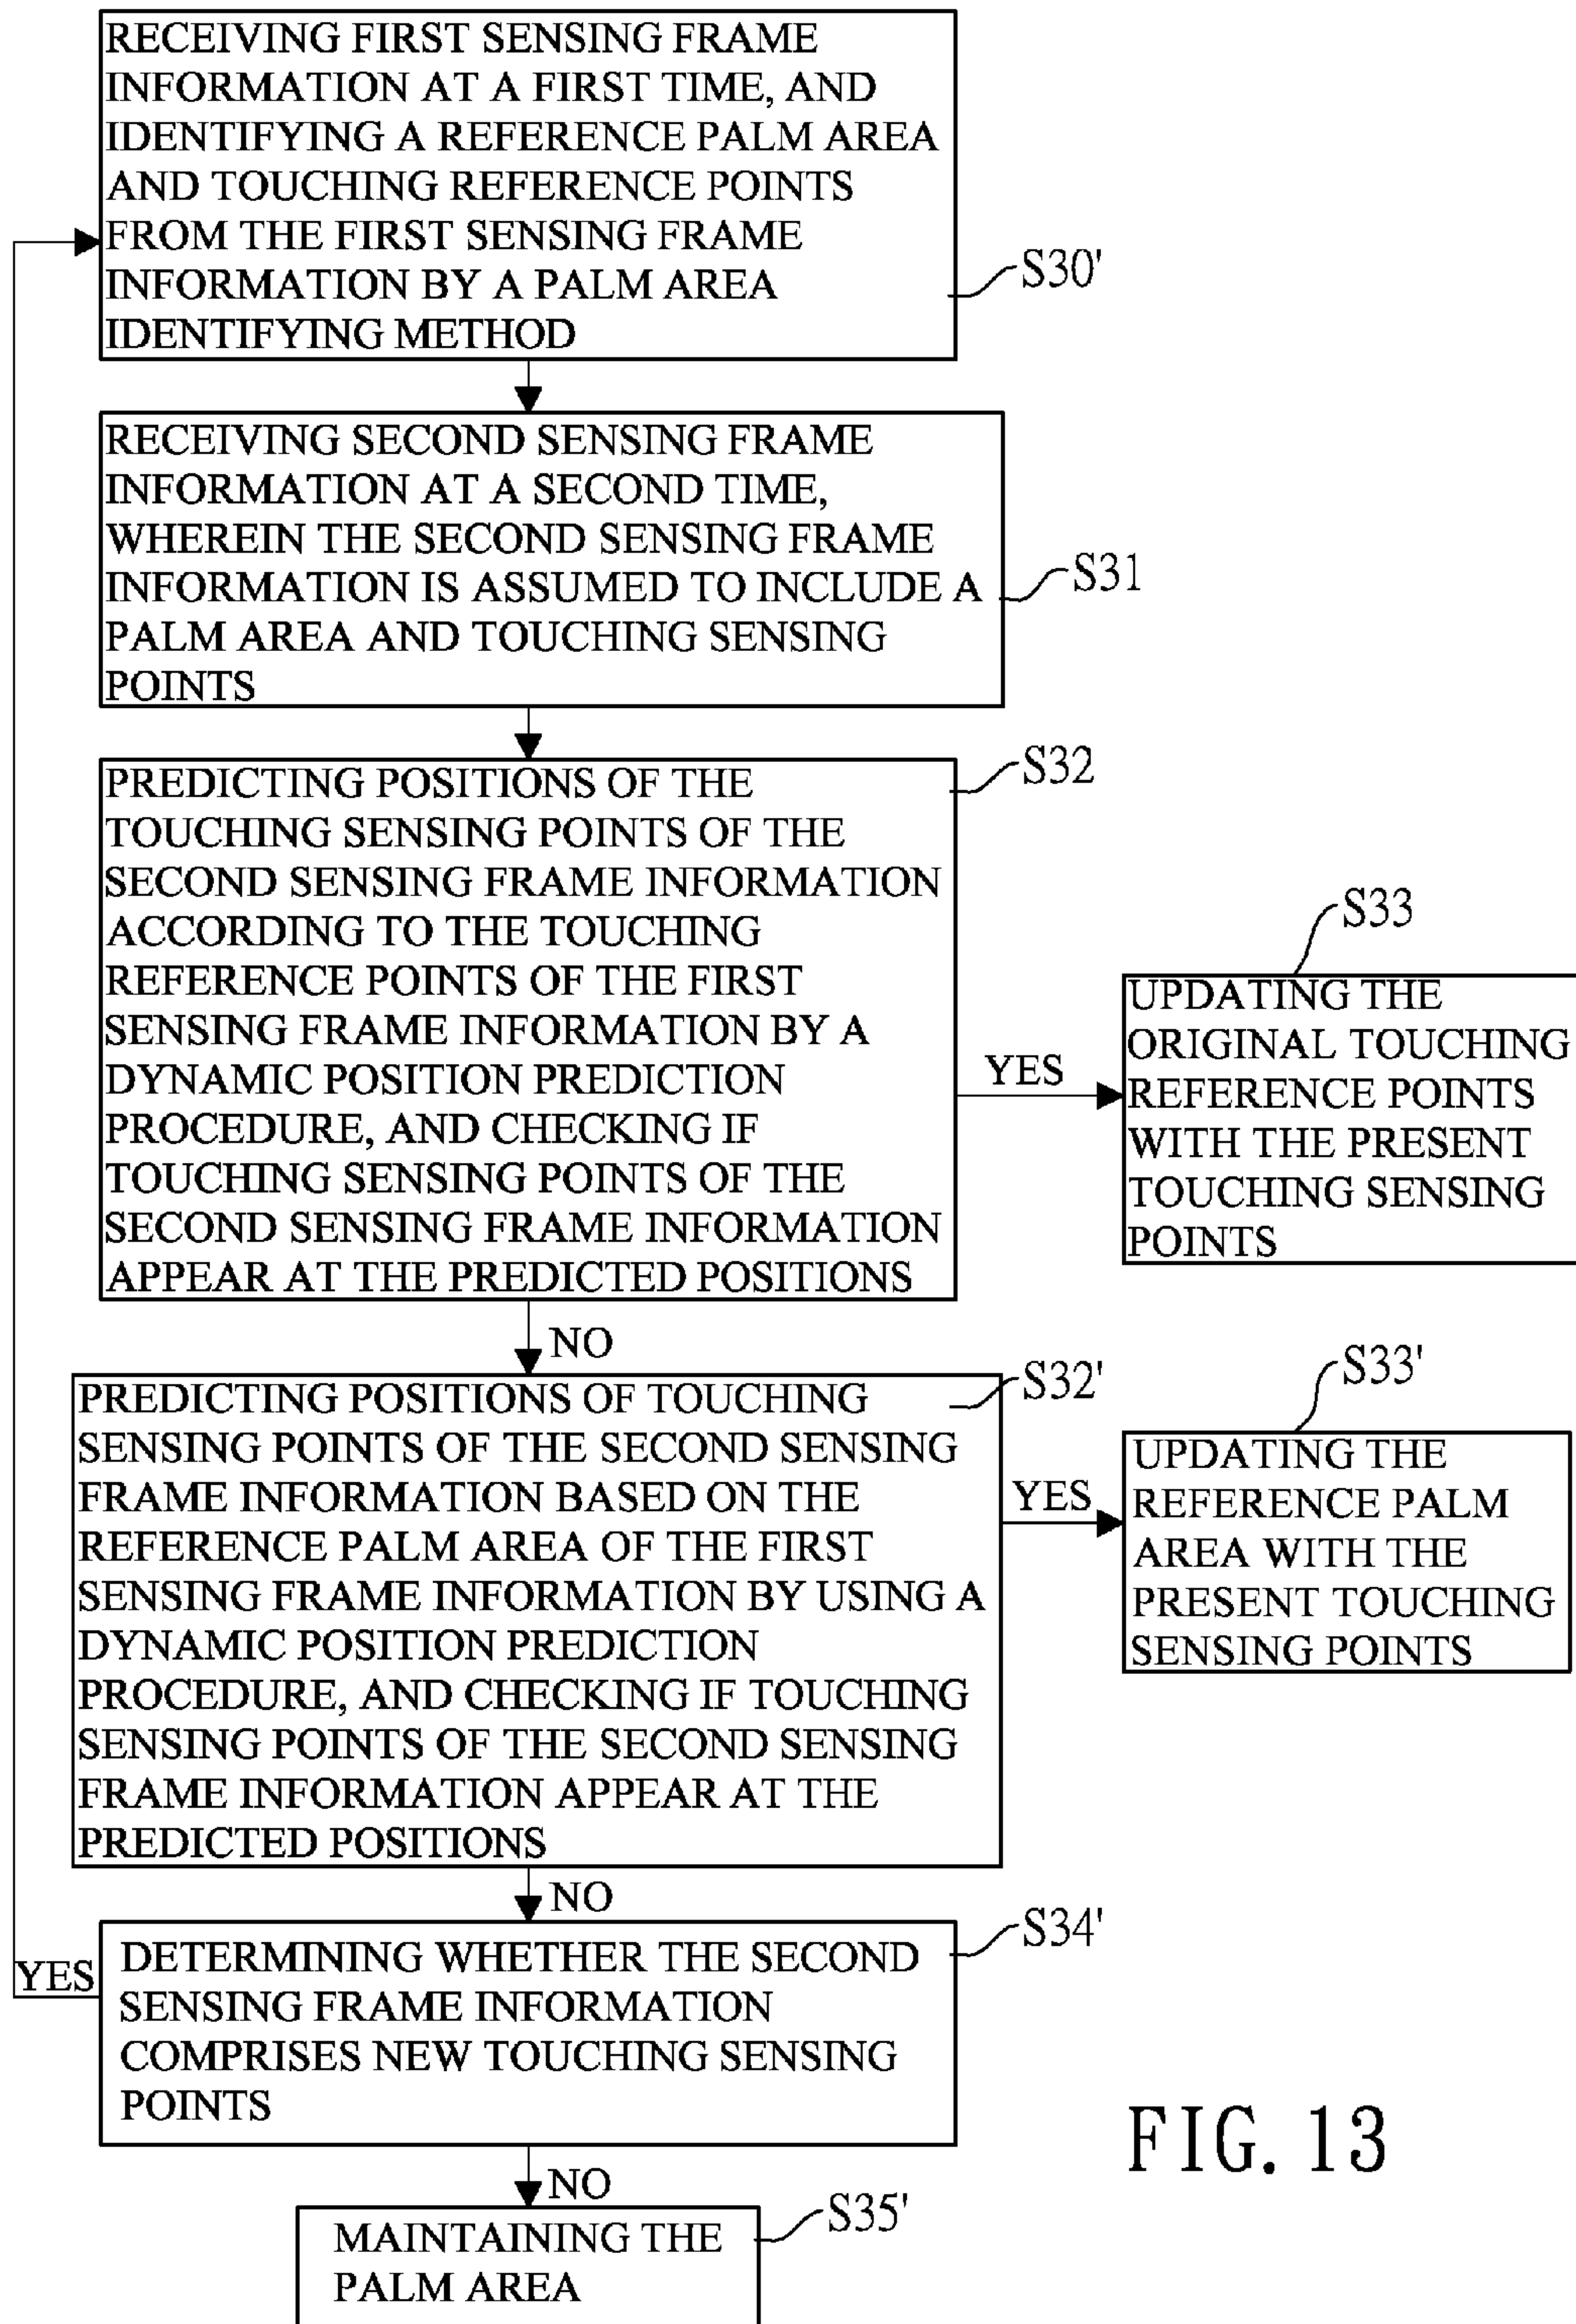 RECEIVING FIRST SENSING FRAME
INFORMATION AT A FIRST TIME, AND
IDENTIFYING A REFERENCE PALM AREA
AND TOUCHING REFERENCE POINTS
FROM THE FIRST SENSING FRAME
INFORMATION BY A PALM AREA
IDENTIFYING METHOD
S30'
RECEIVING SECOND SENSING FRAME
INFORMATION AT A SECOND TIME,
WHEREIN THE SECOND SENSING FRAME
INFORMATION IS ASSUMED TO INCLUDE A
PALM AREA AND TOUCHING SENSING
POINTS
S31
PREDICTING POSITIONS OF THE
TOUCHING SENSING POINTS OF THE
SECOND SENSING FRAME INFORMATION
ACCORDING TO THE TOUCHING
REFERENCE POINTS OF THE FIRST
SENSING FRAME INFORMATION BY A
DYNAMIC POSITION PREDICTION
PROCEDURE, AND CHECKING IF
TOUCHING SENSING POINTS OF THE
SECOND SENSING FRAME INFORMATION
APPEAR AT THE PREDICTED POSITIONS
S32
YES
S33
UPDATING THE
ORIGINAL TOUCHING
REFERENCE POINTS
WITH THE PRESENT
TOUCHING SENSING
POINTS
NO
PREDICTING POSITIONS OF TOUCHING
SENSING POINTS OF THE SECOND SENSING
FRAME INFORMATION BASED ON THE
REFERENCE PALM AREA OF THE FIRST
SENSING FRAME INFORMATION BY USING A
DYNAMIC POSITION PREDICTION
PROCEDURE, AND CHECKING IF TOUCHING
SENSING POINTS OF THE SECOND SENSING
FRAME INFORMATION APPEAR AT THE
PREDICTED POSITIONS
S32'
YES
S33'
UPDATING THE
REFERENCE PALM
AREA WITH THE
PRESENT TOUCHING
SENSING POINTS
NO
DETERMINING WHETHER THE SECOND
SENSING FRAME INFORMATION
COMPRISES NEW TOUCHING SENSING
POINTS
S34'
YES
NO
MAINTAINING THE
PALM AREA
S35'
FIG. 13